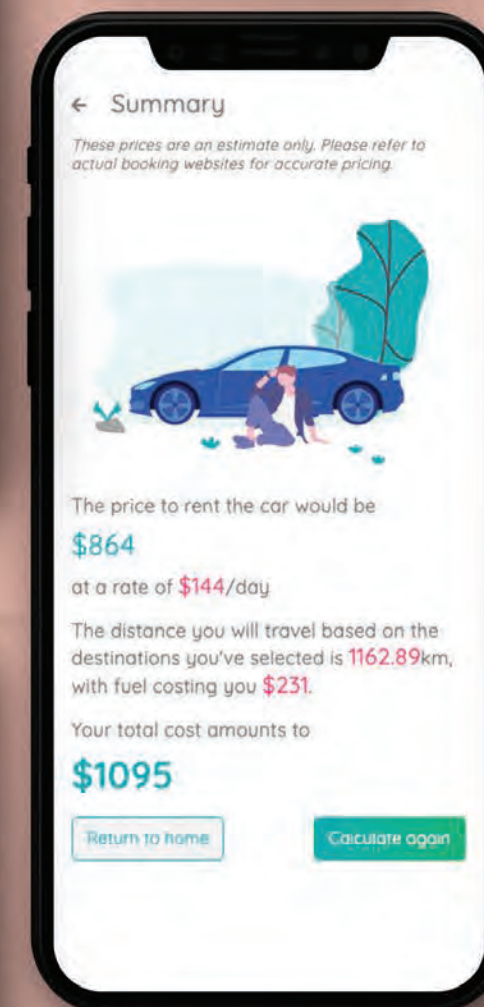 ← Summary
These prices are an estimate only. Please refer to
actual booking websites for accurate pricing.
The price to rent the car would be
$864
at a rate of $144/day
The distance you will travel based on the
destinations you've selected is 1162.89km,
with fuel costing you $231.
Your total cost amounts to
$1095
Return to home
Calculate again